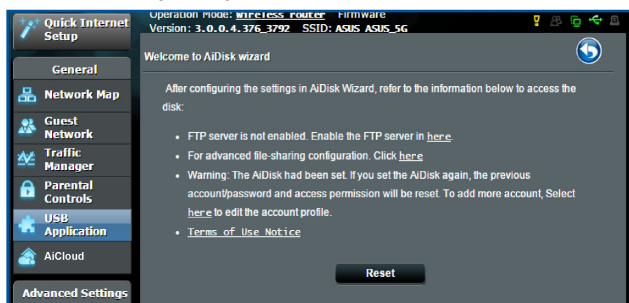 Quick Internet
Setup
General
Network Map
Guest
Network
Traffic
Manager
Parental
Controls
USB
Application
AiCloud
Advanced Settings
Operation Mode: Wireless router Firmware
Version: 3.0.0.4.376_3792 SSID: ASUS ASUS_5G
Welcome to AiDisk wizard
After configuring the settings in AiDisk Wizard, refer to the information below to access the
disk:
• FTP server is not enabled. Enable the FTP server in here.
• For advanced file-sharing configuration. Click here
• Warning: The AiDisk had been set. If you set the AiDisk again, the previous
account/password and access permission will be reset. To add more account, Select
here to edit the account profile.
• Terms of Use Notice
Reset